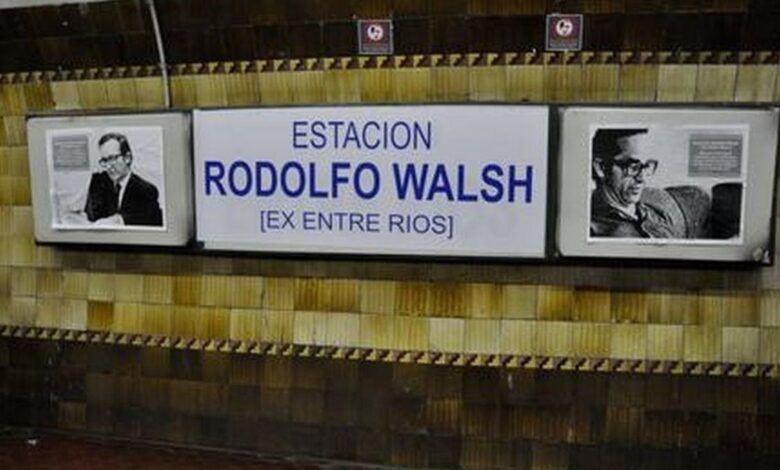 ESTACION
RODOLFO WALSH
[EX ENTRE RIOS]